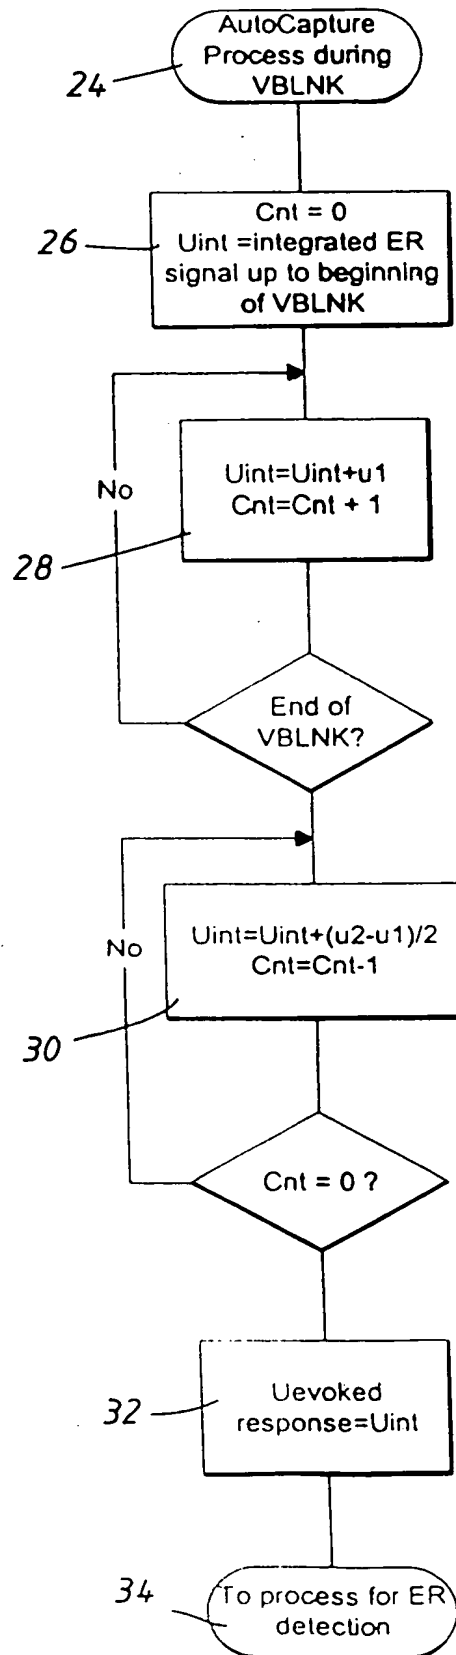 AutoCapture
Process during
VBLNK
24
Cnt = 0
Uint =integrated ER
signal up to beginning
of VBLNK
26
Uint=Uint+u1
Cnt=Cnt + 1
No
28
End of
VBLNK?
Uint=Uint+(u2-u1)/2
Cnt=Cnt-1
No
30
Cnt = 0 ?
Uevoked
response=Uint
32
To process for ER
detection
34